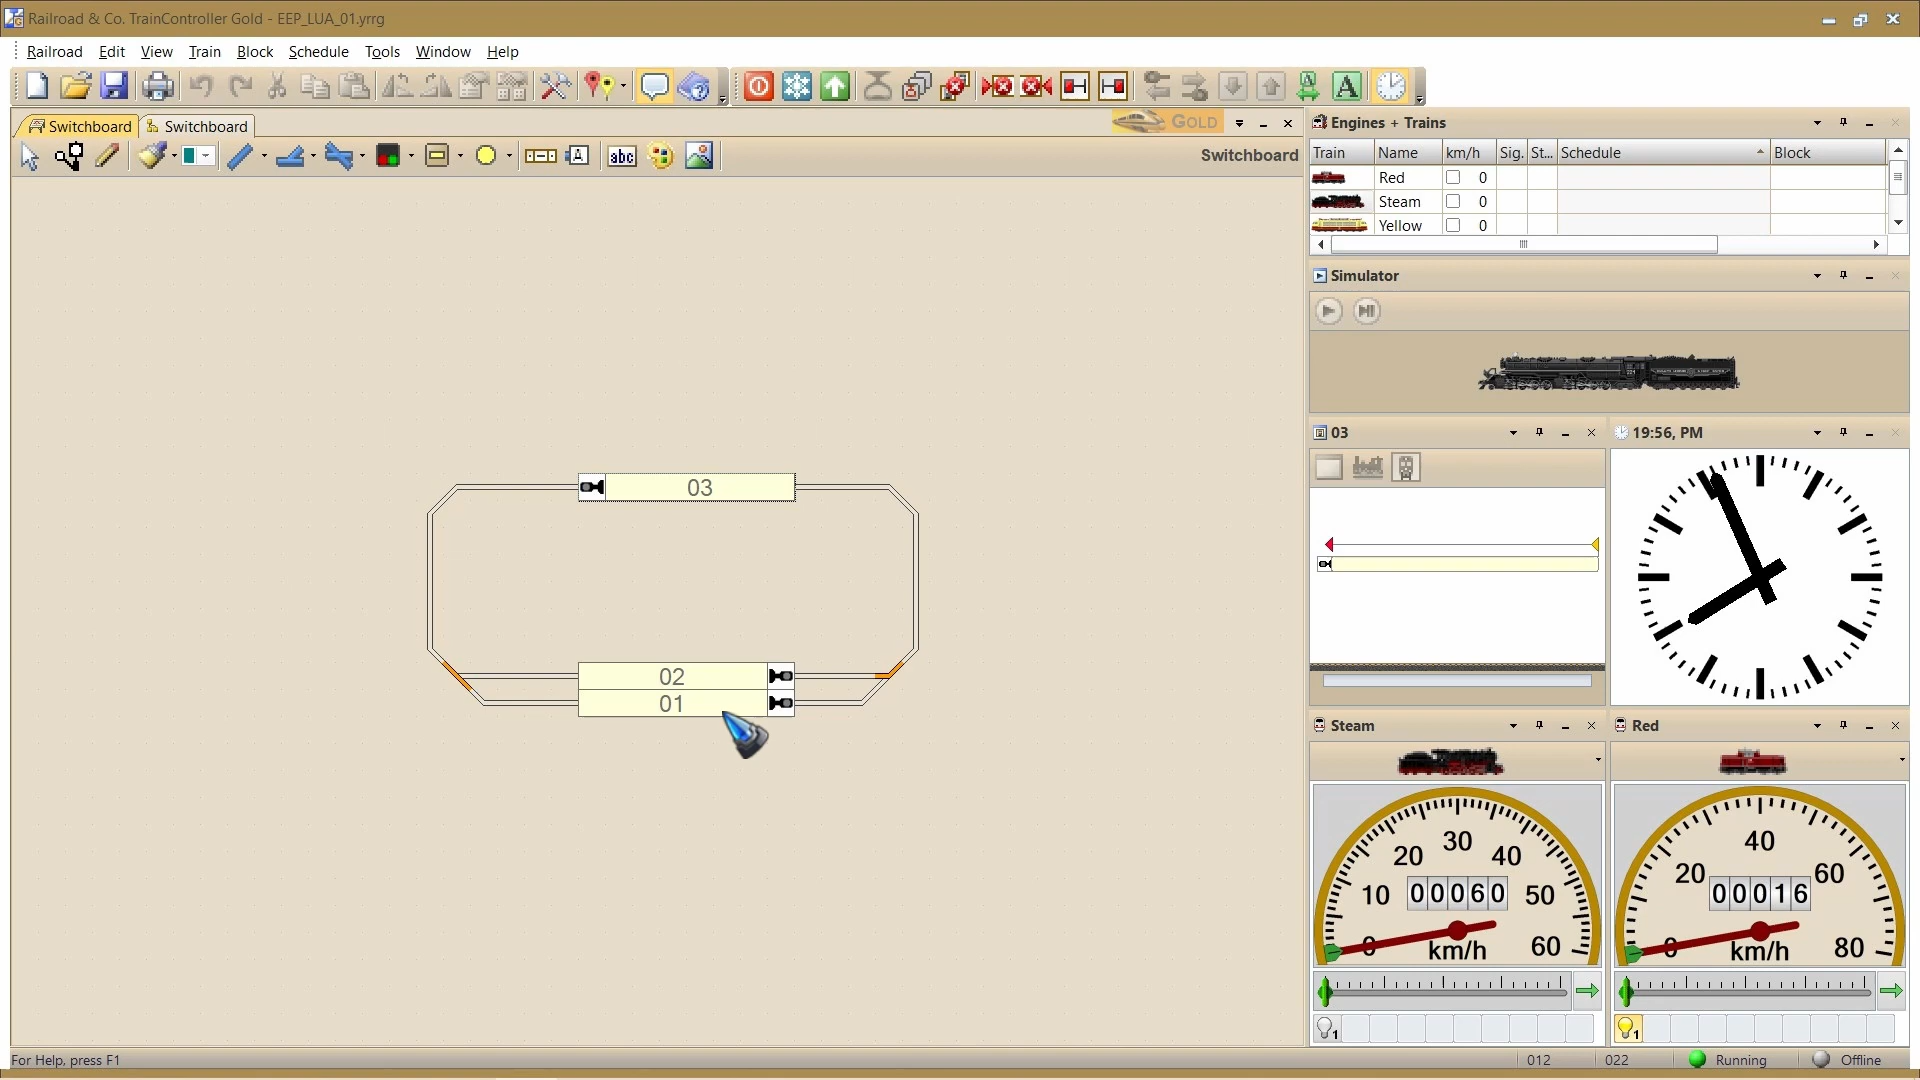 Railroad & Co. TrainController Gold - EEP_LUA_01.yrrg
Railroad Edit View Train Block Schedule Tools Window Help
Switchboard Switchboard GOLD
abc Switchboard
Engines + Trains
Train Name km/h Sig. St... Schedule Block
Red 0
Steam 0
Yellow 0
Simulator
03
19:56, PM
03
02
01
Steam
Red
0 10 20 30 40 50 60
00060
km/h
0 20 40 60 80
00016
km/h
1
1
For Help, press F1 012 022 Running Offline